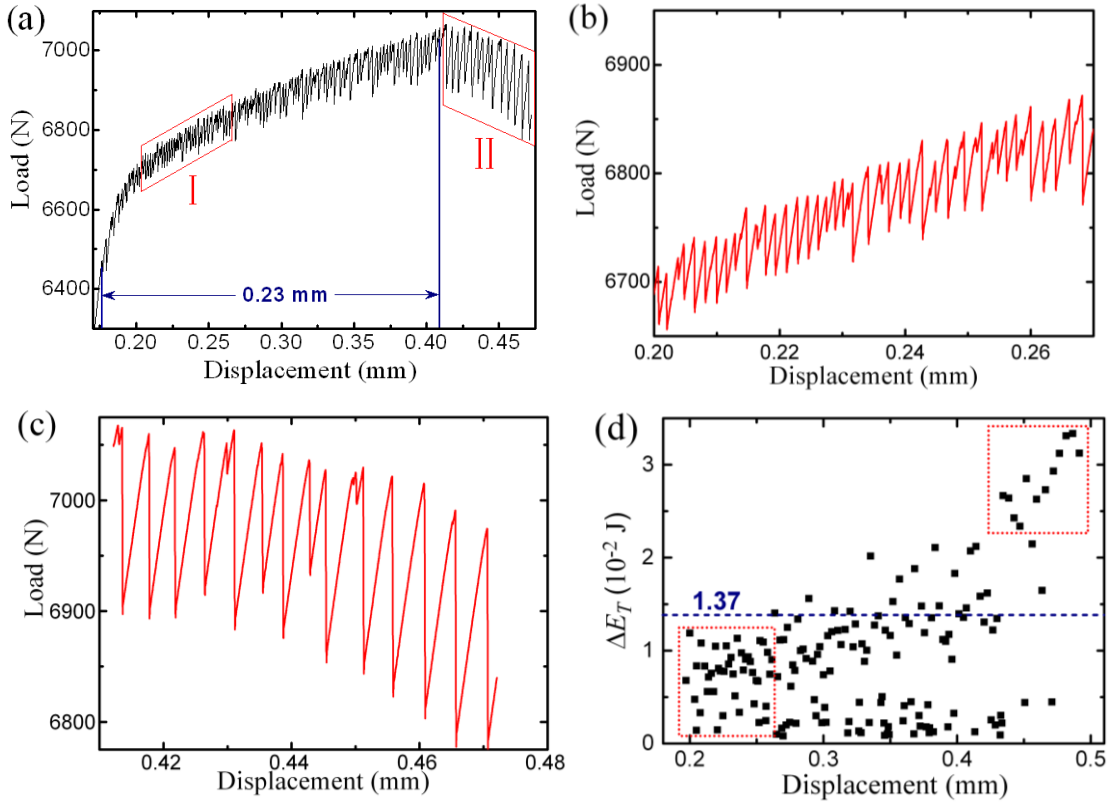 (a)
Load (N)
7000
6800
6600
6400
I
II
0.23 mm
0.20 0.25 0.30 0.35 0.40 0.45
Displacement (mm)
(b)
Load (N)
6900
6800
6700
0.20 0.22 0.24 0.26
Displacement (mm)
(c)
Load (N)
7000
6900
6800
0.42 0.44 0.46 0.48
Displacement (mm)
(d)
ΔE_T (10⁻² J)
3
2
1
0
1.37
0.2 0.3 0.4 0.5
Displacement (mm)